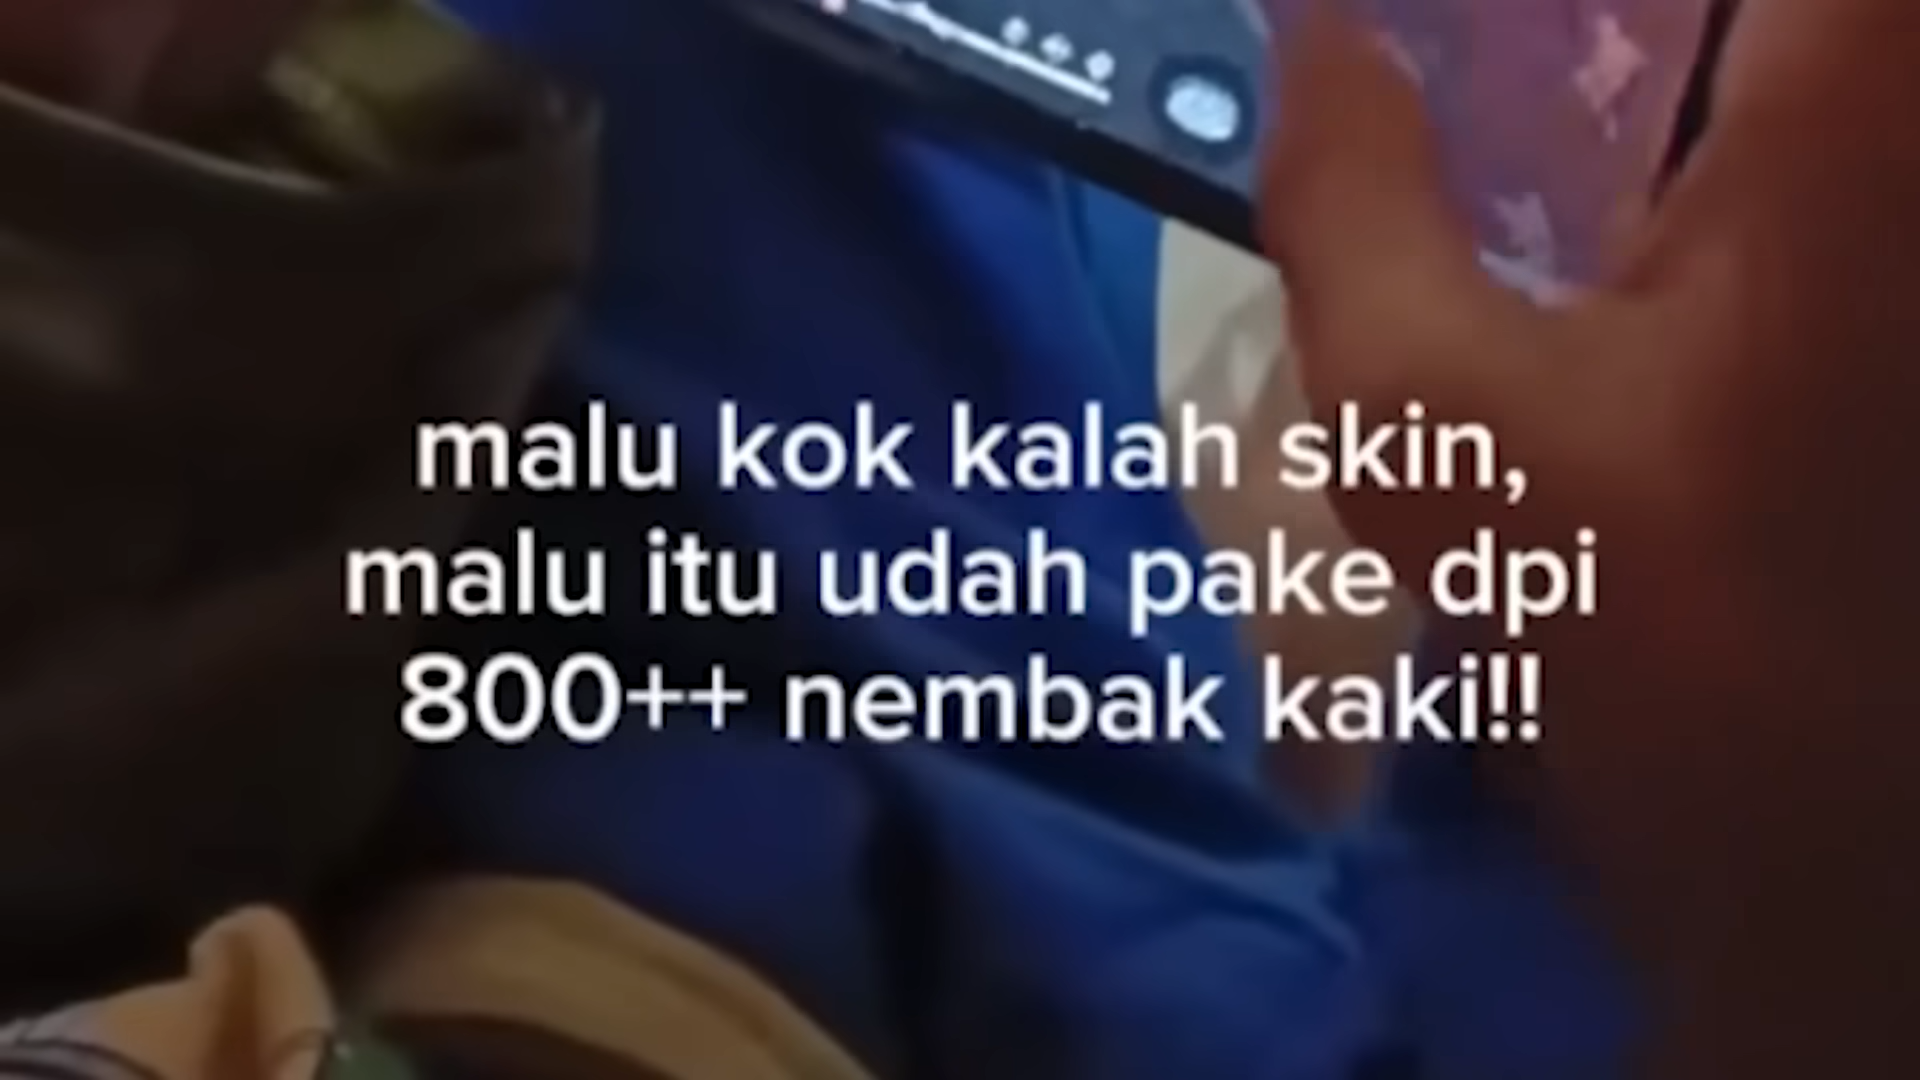 malu kok kalah skin,
malu itu udah pake dpi
800++ nembak kaki!!